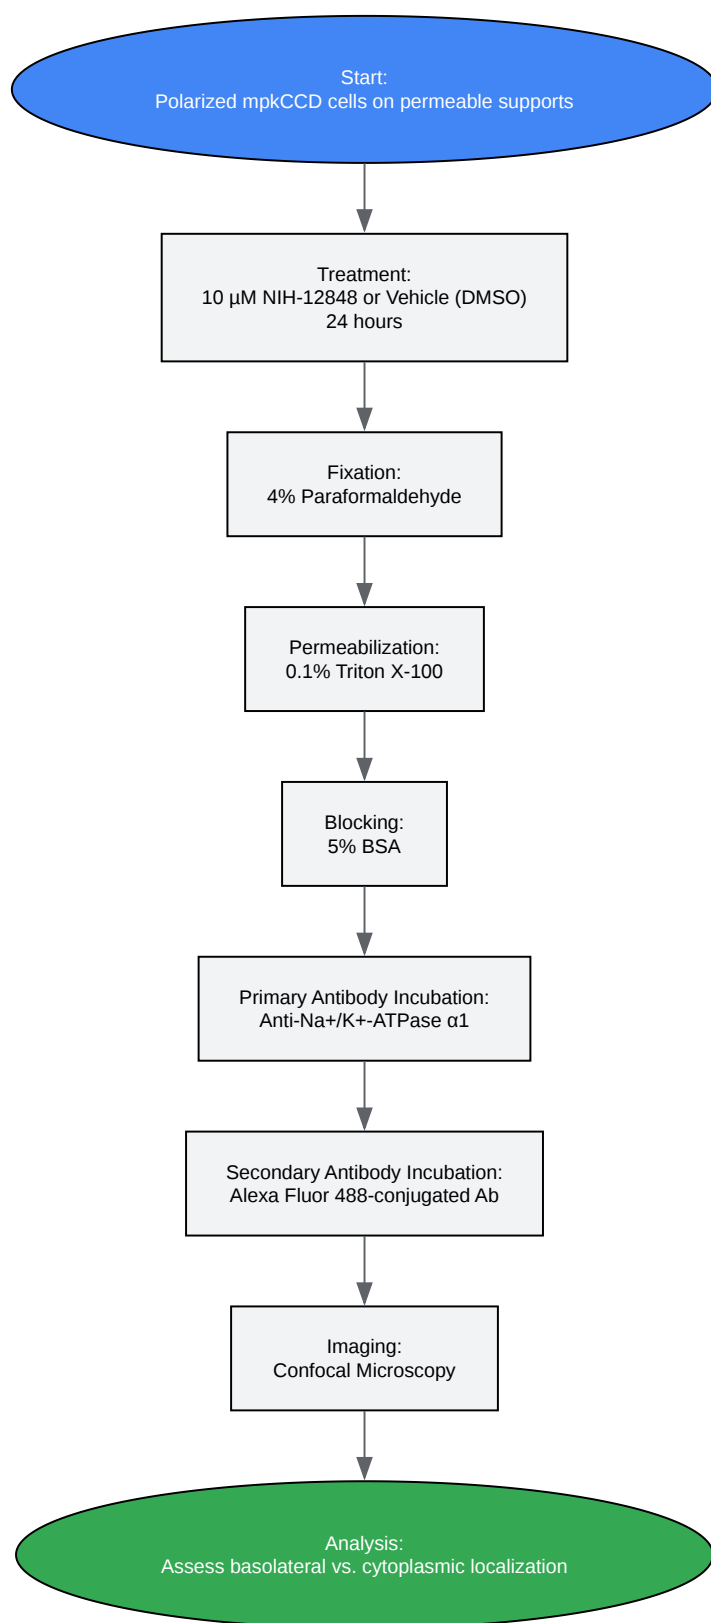 Start:
Polarized mpkCCD cells on permeable supports
Treatment:
10 µM NIH-12848 or Vehicle (DMSO)
24 hours
Fixation:
4% Paraformaldehyde
Permeabilization:
0.1% Triton X-100
Blocking:
5% BSA
Primary Antibody Incubation:
Anti-Na+/K+-ATPase α1
Secondary Antibody Incubation:
Alexa Fluor 488-conjugated Ab
Imaging:
Confocal Microscopy
Analysis:
Assess basolateral vs. cytoplasmic localization